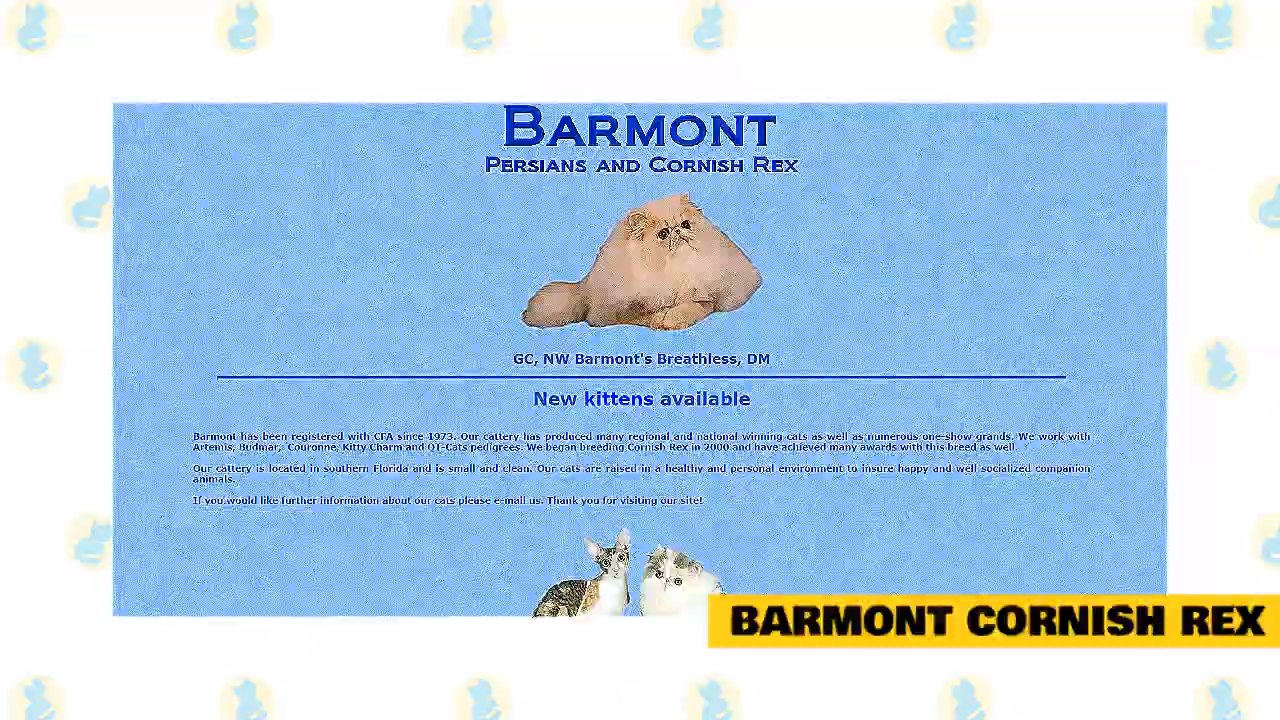 BARMONT
PERSIANS AND CORNISH REX
GC, NW Barmont's Breathless, DM
New kittens available
Barmont has been registered with CFA since 1973. Our cattery has produced many regional and national winning cats as well as numerous one-show grands. We work with
Artemis, Budmar, Couronne, Kitty Charm and QT-Cats pedigrees. We began breeding Cornish Rex in 2000 and have achieved many awards with this breed as well.
Our cattery is located in southern Florida and is small and clean. Our cats are raised in a healthy and personal environment to insure happy and well socialized companion
animals.
If you would like further information about our cats please e-mail us. Thank you for visiting our site!
BARMONT CORNISH REX